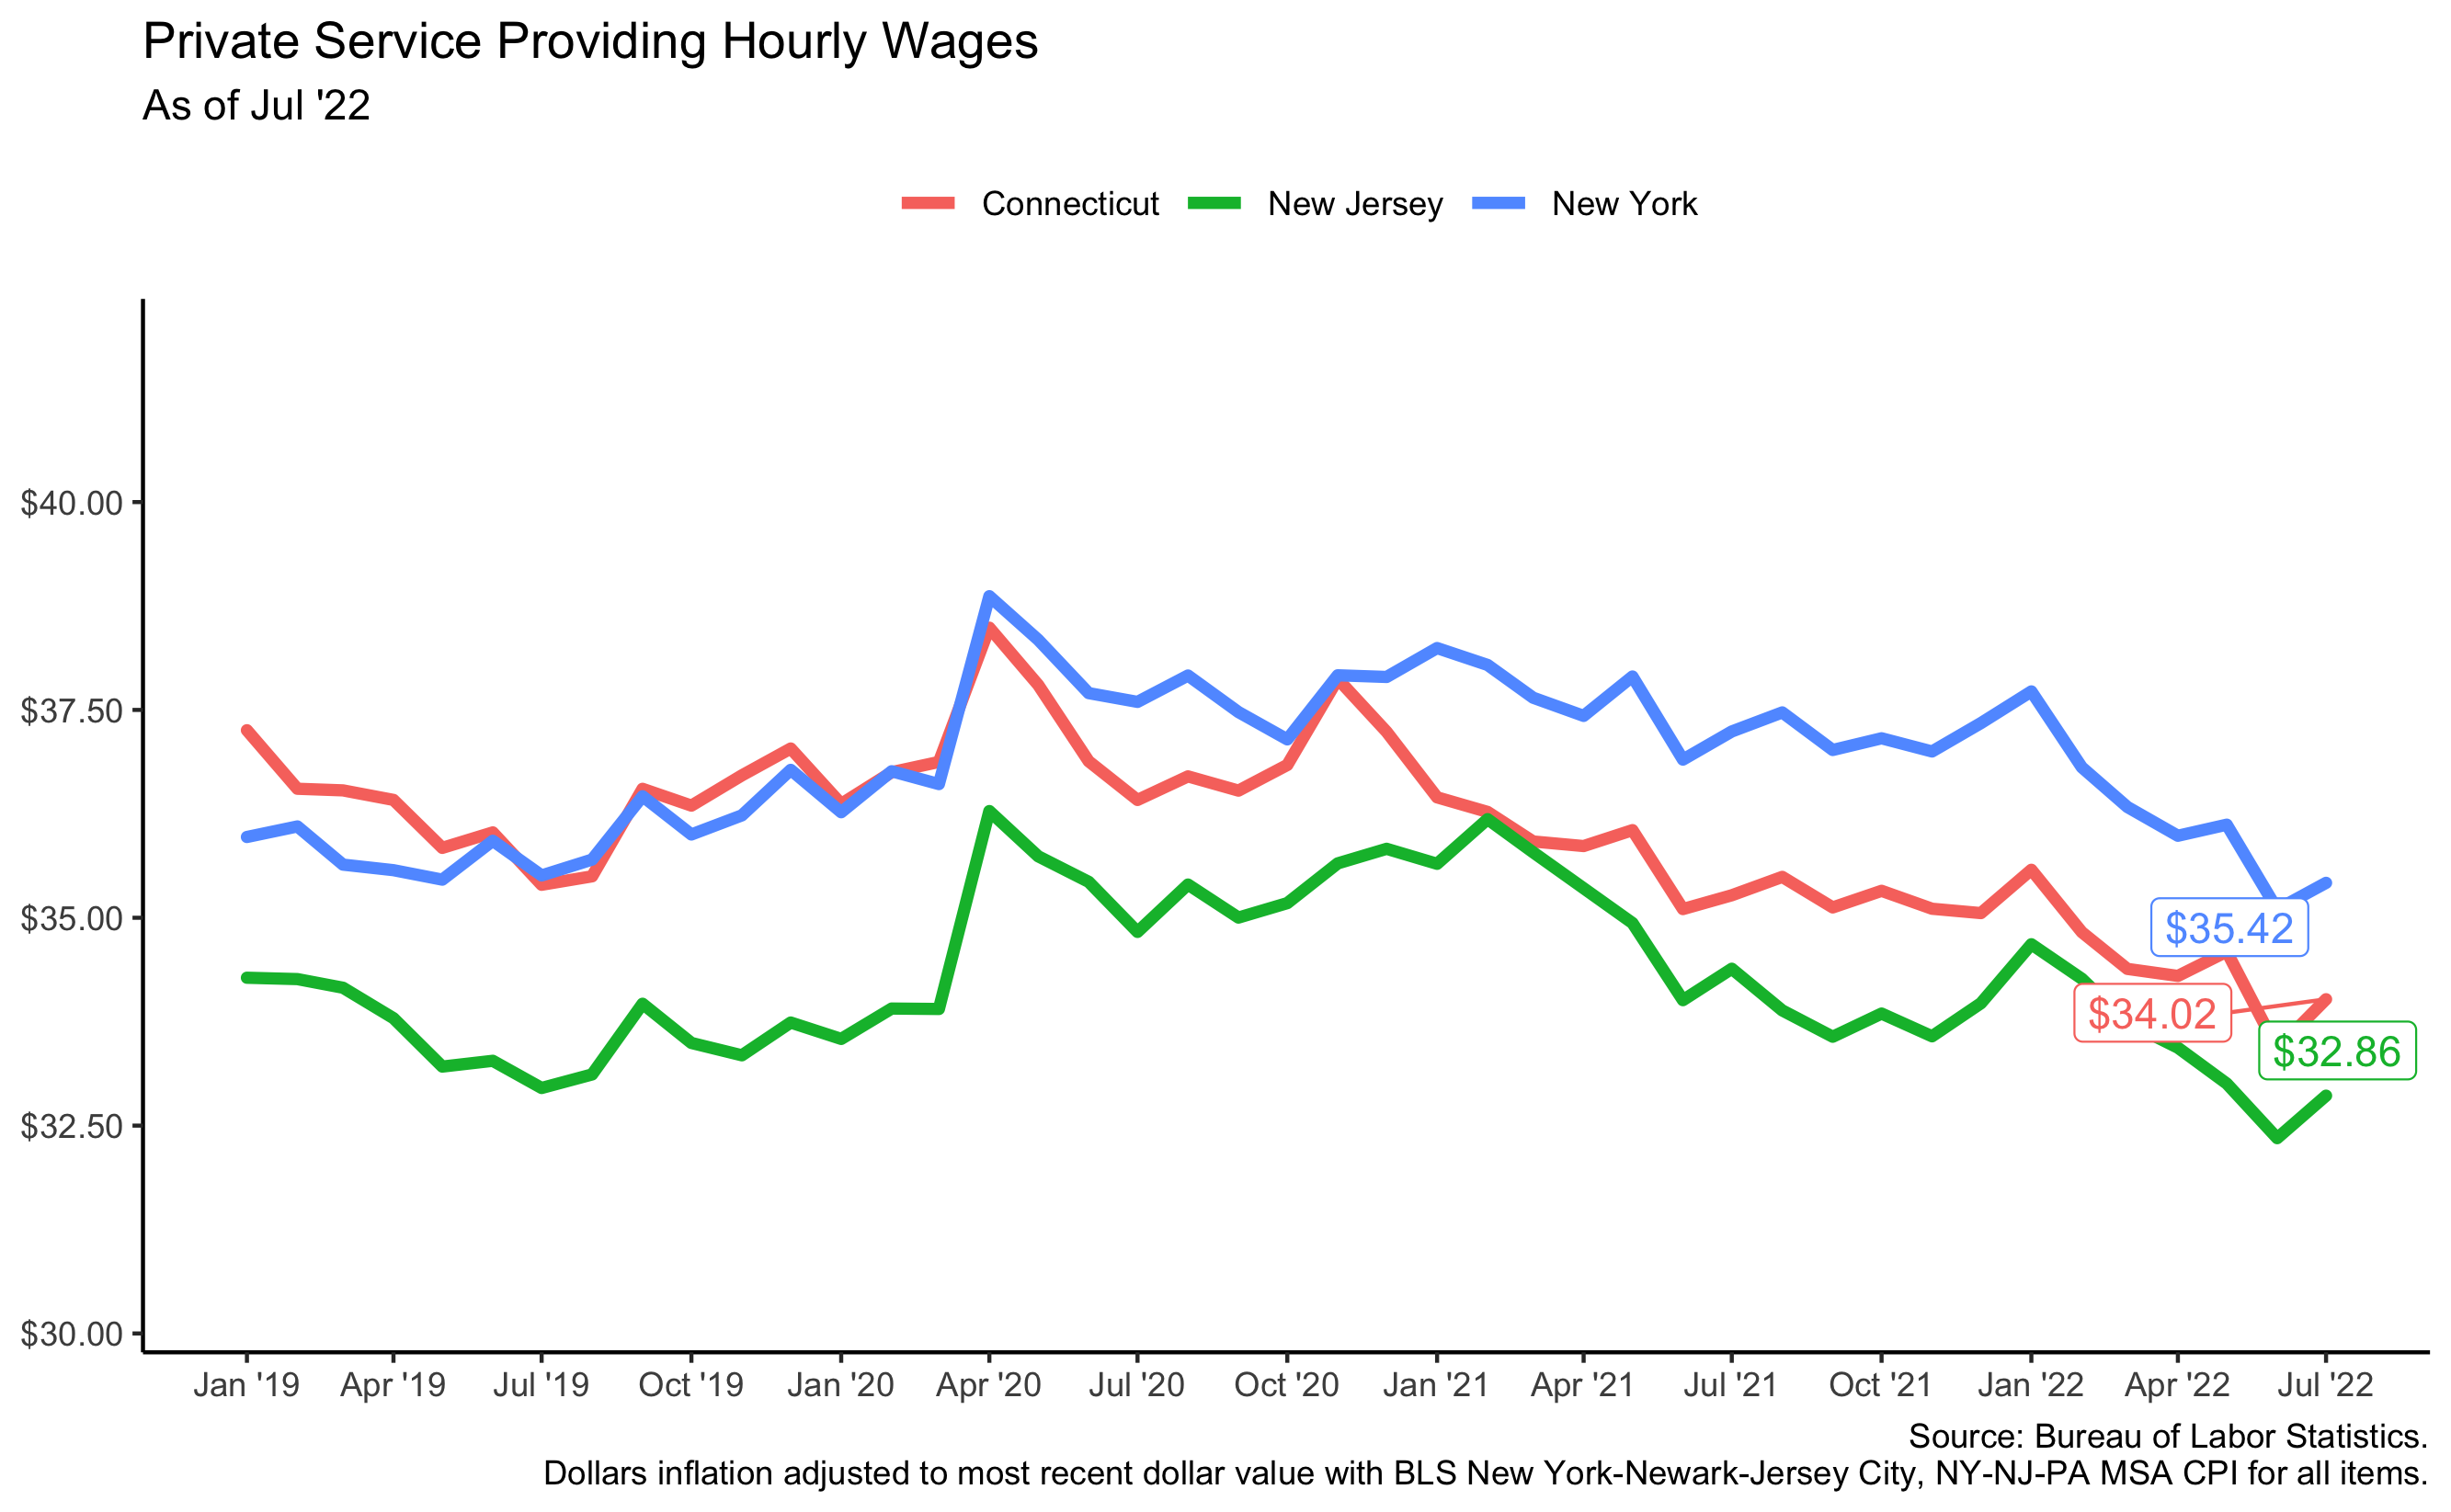 Private Service Providing Hourly Wages
As of Jul '22
Connecticut New Jersey New York
$40.00
$37.50
$35.00
$32.50
$30.00
$35.42
$34.02
$32.86
Jan '19 Apr '19 Jul '19 Oct '19 Jan '20 Apr '20 Jul '20 Oct '20 Jan '21 Apr '21 Jul '21 Oct '21 Jan '22 Apr '22 Jul '22
Source: Bureau of Labor Statistics.
Dollars inflation adjusted to most recent dollar value with BLS New York-Newark-Jersey City, NY-NJ-PA MSA CPI for all items.